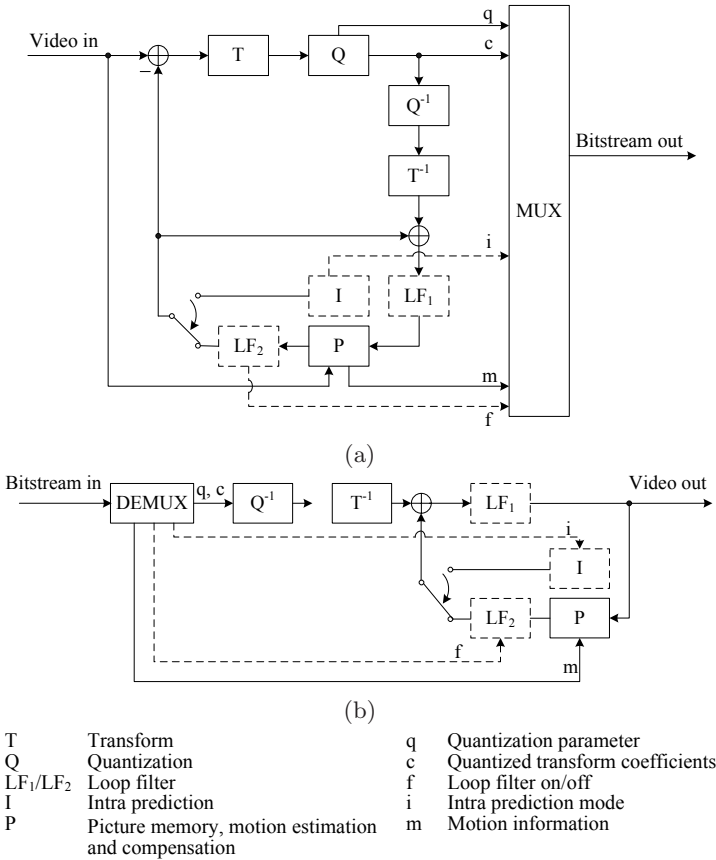 q
Video in
T
Q
c
−
Q⁻¹
Bitstream out
T⁻¹
MUX
i
I
LF₁
LF₂
P
m
f
(a)
Bitstream in
DEMUX
q, c
Q⁻¹
T⁻¹
LF₁
Video out
i
I
LF₂
P
f
m
(b)
T Transform
Q Quantization
LF₁/LF₂ Loop filter
I Intra prediction
P Picture memory, motion estimation
and compensation
q Quantization parameter
c Quantized transform coefficients
f Loop filter on/off
i Intra prediction mode
m Motion information